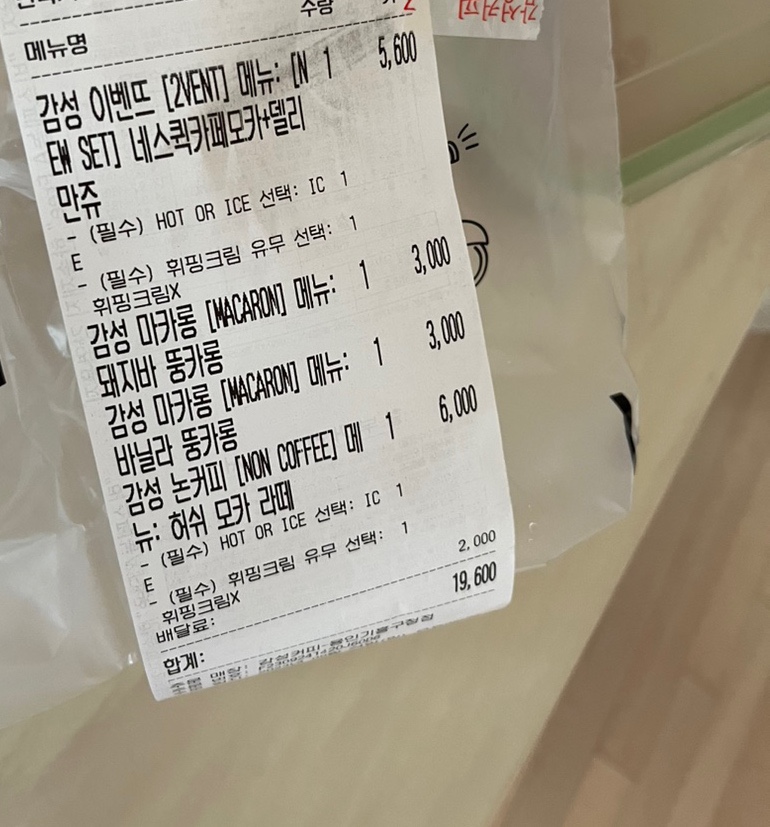 수량
메뉴명
감성 이벤뜨 [2VENT] 메뉴: [N 1 5,600
EW SET] 네스퀵카페모카+델리
만쥬
- (필수) HOT OR ICE 선택: IC 1
E
- (필수) 휘핑크림 유무 선택: 1
휘핑크림X
감성 마카롱 [MACARON] 메뉴: 1 3,000
돼지바 뚱카롱
감성 마카롱 [MACARON] 메뉴: 1 3,000
바닐라 뚱카롱
감성 논커피 [NON COFFEE] 메 1 6,000
뉴: 허쉬 모카 라떼
- (필수) HOT OR ICE 선택: IC 1
E
- (필수) 휘핑크림 유무 선택: 1
휘핑크림X
배달료: 2,000
합계: 19,600
감성커피